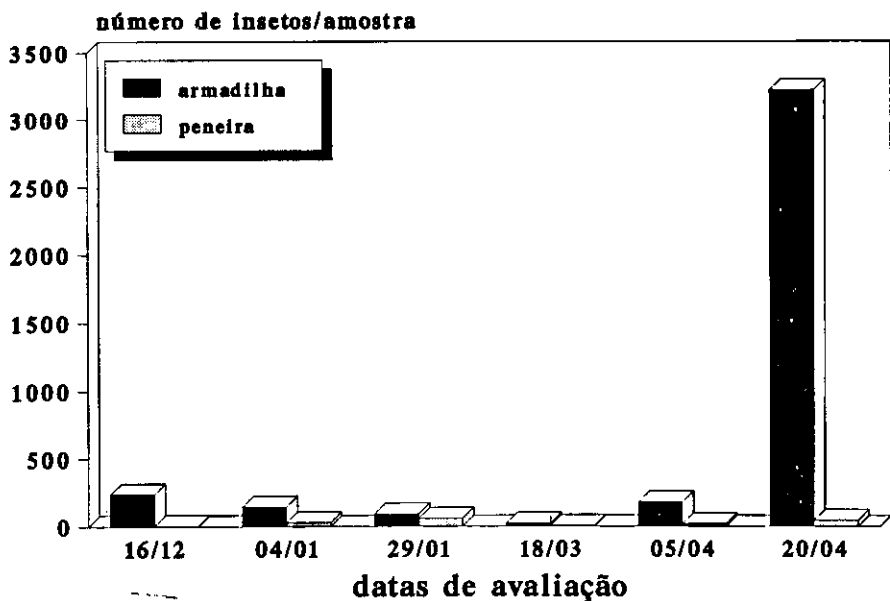 número de insetos/amostra
3500
3000
2500
2000
1500
1000
500
0
armadilha
peneira
16/12 04/01 29/01 18/03 05/04 20/04
datas de avaliação